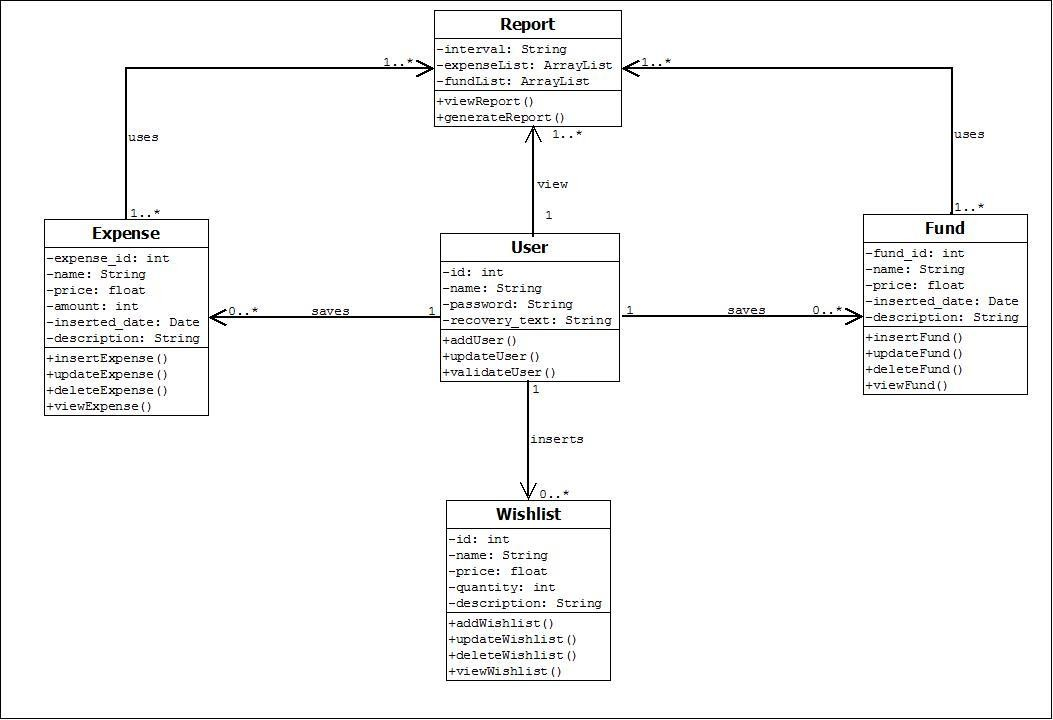 Report
-interval: String
-expenseList: ArrayList
-fundList: ArrayList
+viewReport()
+generateReport()
1..*
1..*
1..*
uses
view
uses
1
1..*
1..*
Expense
-expense_id: int
-name: String
-price: float
-amount: int
-inserted_date: Date
-description: String
+insertExpense()
+updateExpense()
+deleteExpense()
+viewExpense()
0..*
saves
1
User
-id: int
-name: String
-password: String
-recovery_text: String
+addUser()
+updateUser()
+validateUser()
1
saves
0..*
Fund
-fund_id: int
-name: String
-price: float
-inserted_date: Date
-description: String
+insertFund()
+updateFund()
+deleteFund()
+viewFund()
1
inserts
0..*
Wishlist
-id: int
-name: String
-price: float
-quantity: int
-description: String
+addWishlist()
+updateWishlist()
+deleteWishlist()
+viewWishlist()